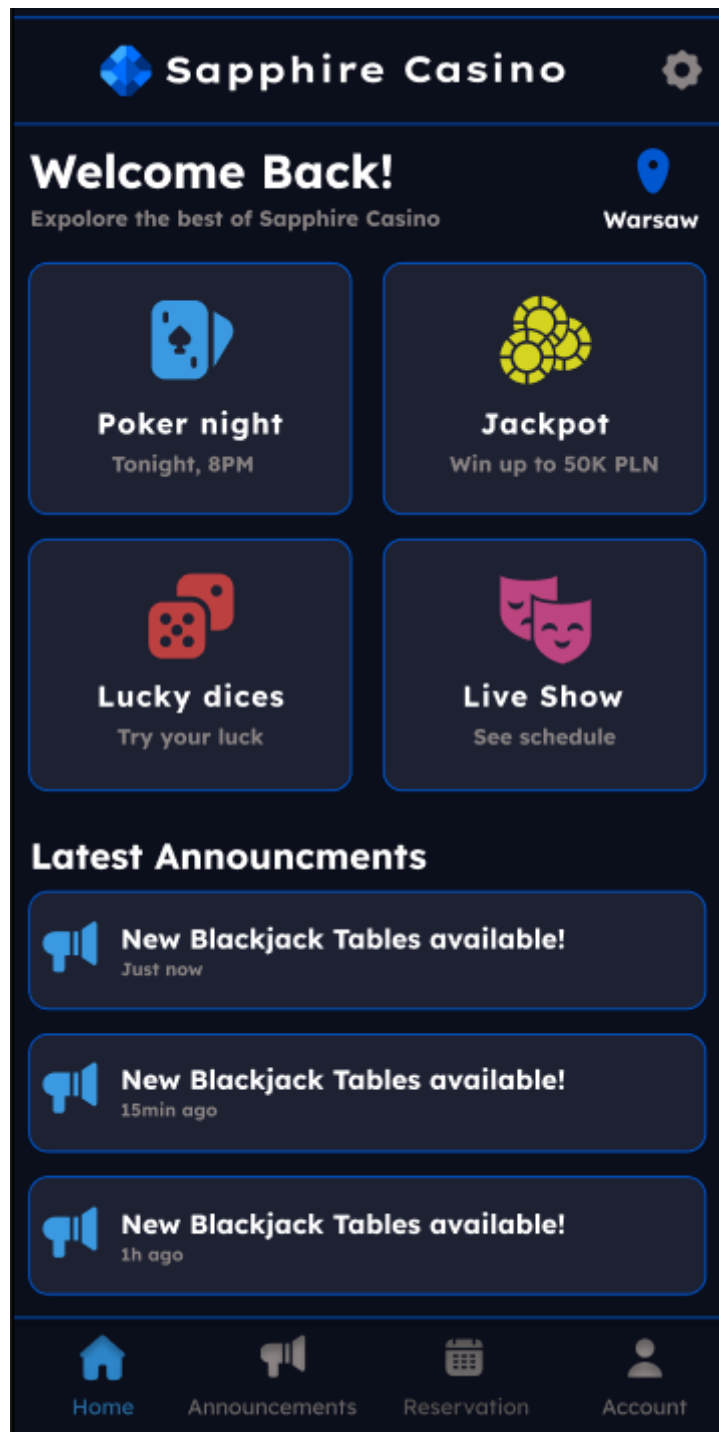 Sapphire Casino
Welcome Back!
Expolore the best of Sapphire Casino
Warsaw
Poker night
Tonight, 8PM
Jackpot
Win up to 50K PLN
Lucky dices
Try your luck
Live Show
See schedule
Latest Announcments
New Blackjack Tables available!
Just now
New Blackjack Tables available!
15min ago
New Blackjack Tables available!
1h ago
Home
Announcements
Reservation
Account